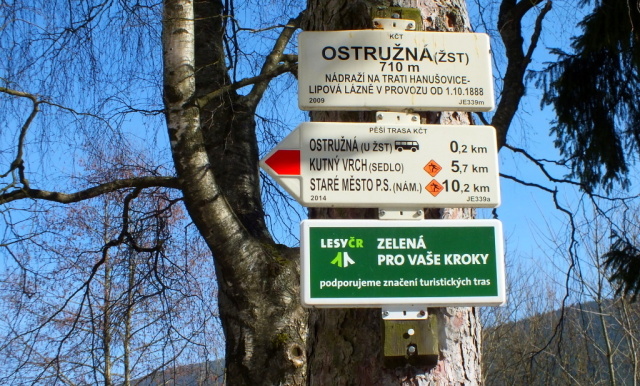 KČT
OSTRUŽNÁ (ŽST)
710 m
NÁDRAŽÍ NA TRATI HANUŠOVICE-
LIPOVÁ LÁZNĚ V PROVOZU OD 1.10.1888
2009 JE339m
PĚŠÍ TRASA KČT
OSTRUŽNÁ (U ŽST) 0,2 KM
KUTNÝ VRCH (SEDLO) 5,7 KM
STARÉ MĚSTO P.S. (NÁM.) 10,2 KM
2014 JE339a
LESY ČR
ZELENÁ
PRO VAŠE KROKY
podporujeme značení turistických tras